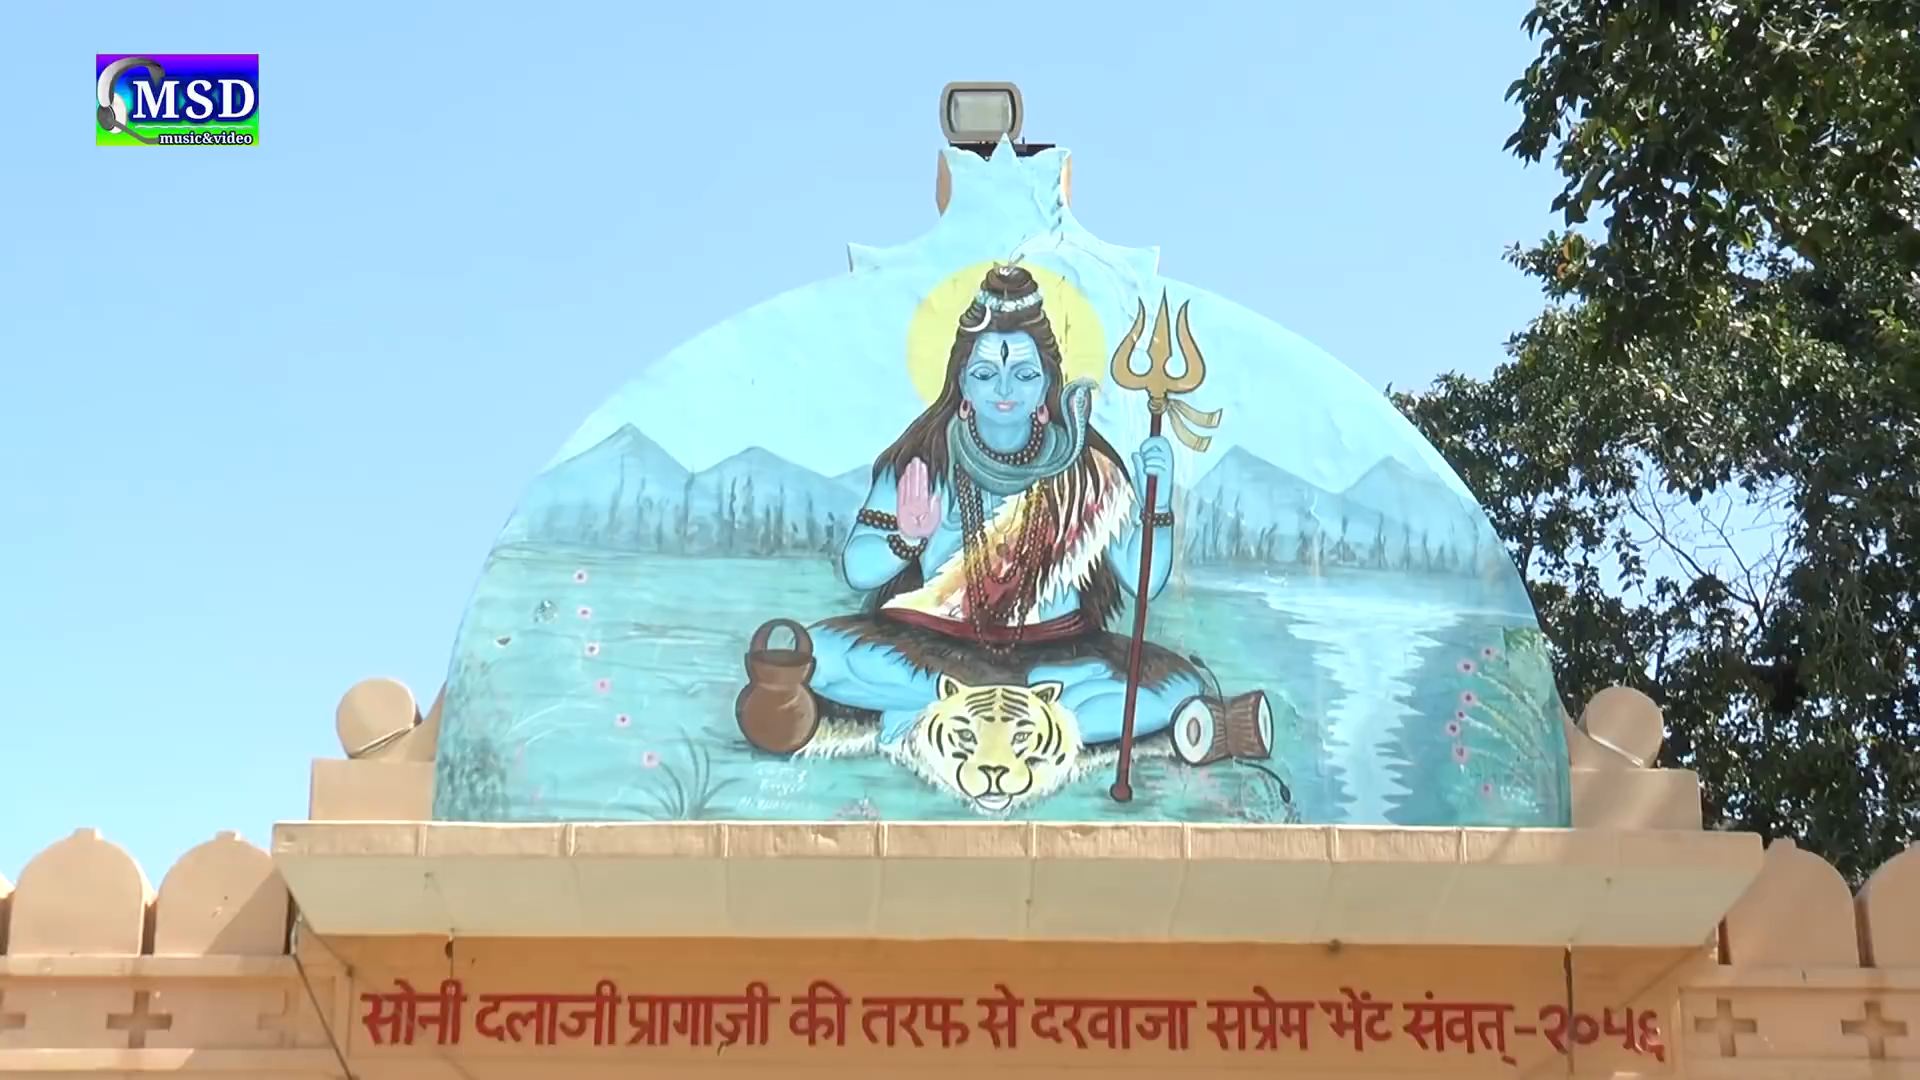 MSD
music&video
सोनी दलाजी प्रागाजी की तरफ से दरवाजा सप्रेम भेंट संवत्-२०५६